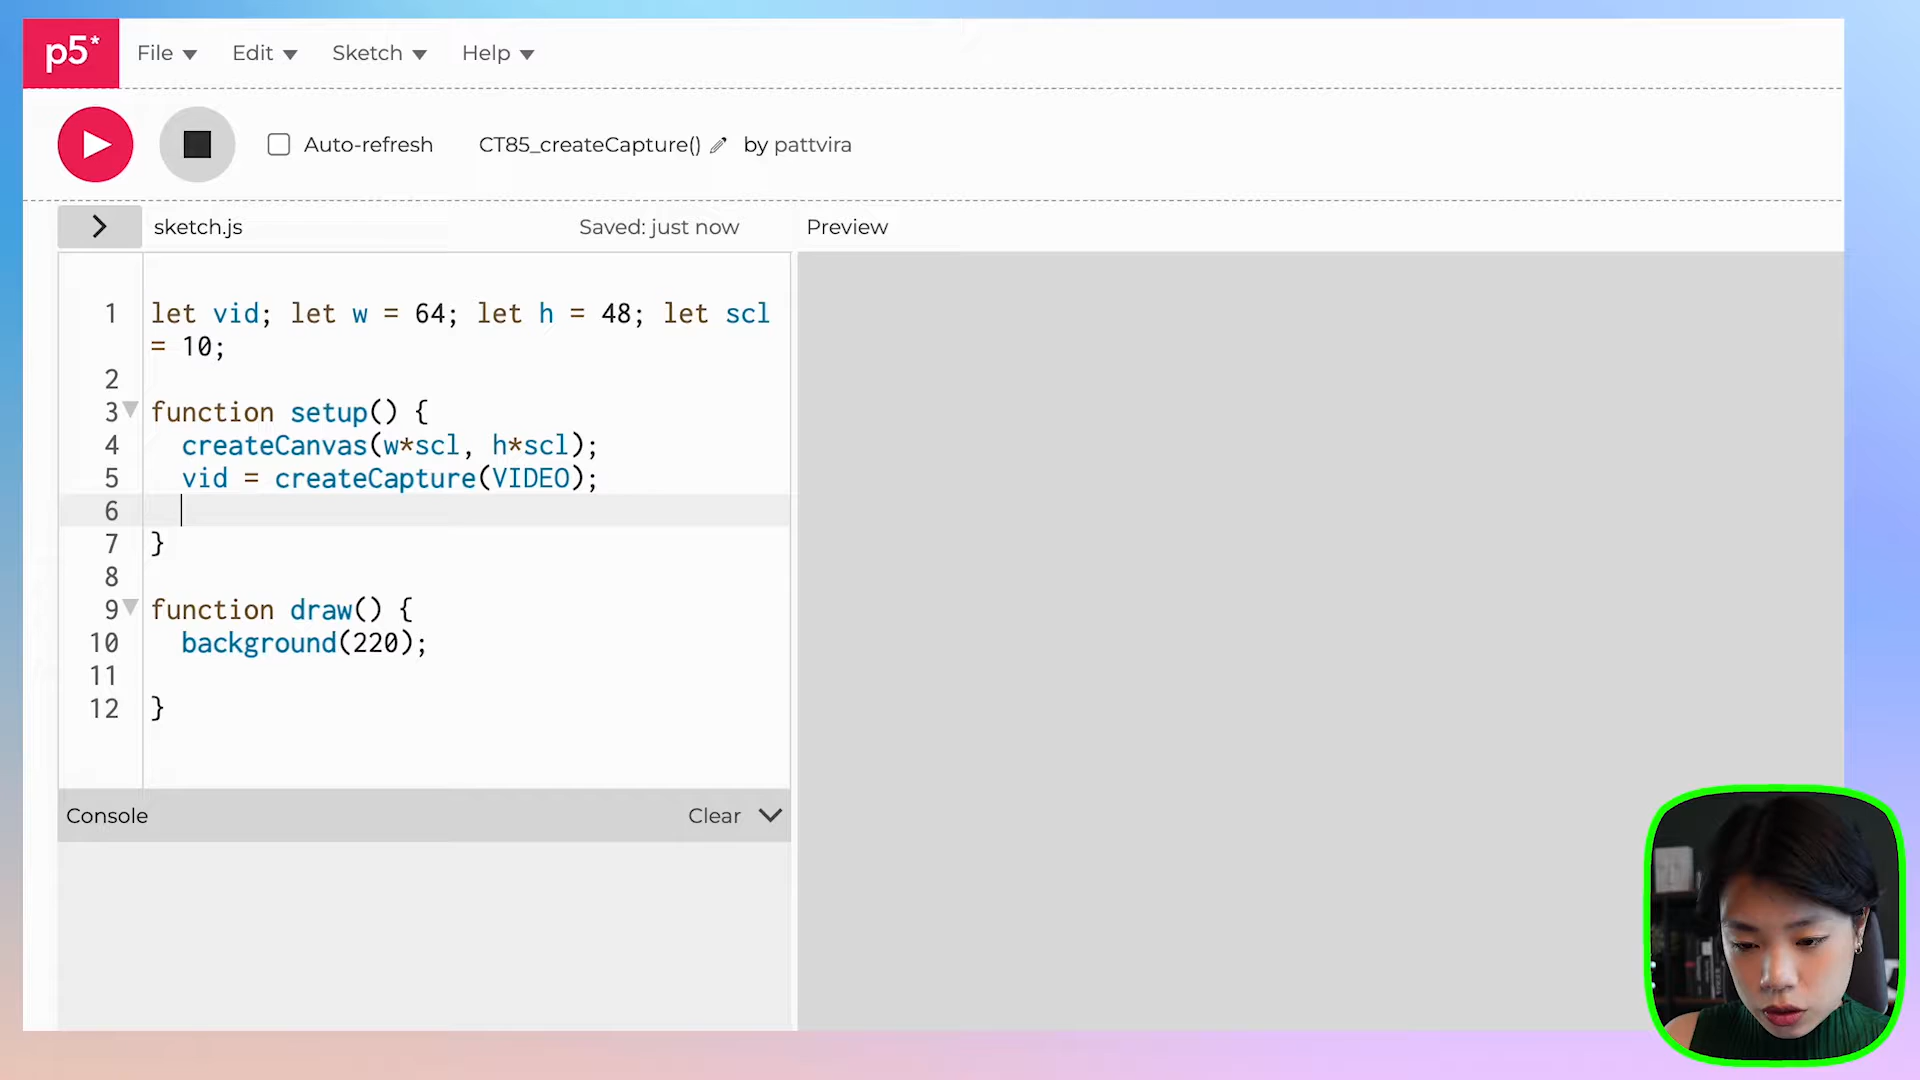 p5*
File Edit Sketch Help
Auto-refresh CT85_createCapture() by pattvira
sketch.js Saved: just now Preview
1 let vid; let w = 64; let h = 48; let scl
= 10;
2
3 function setup() {
4 createCanvas(w*scl, h*scl);
5 vid = createCapture(VIDEO);
6
7 }
8
9 function draw() {
10 background(220);
11
12 }
Console Clear